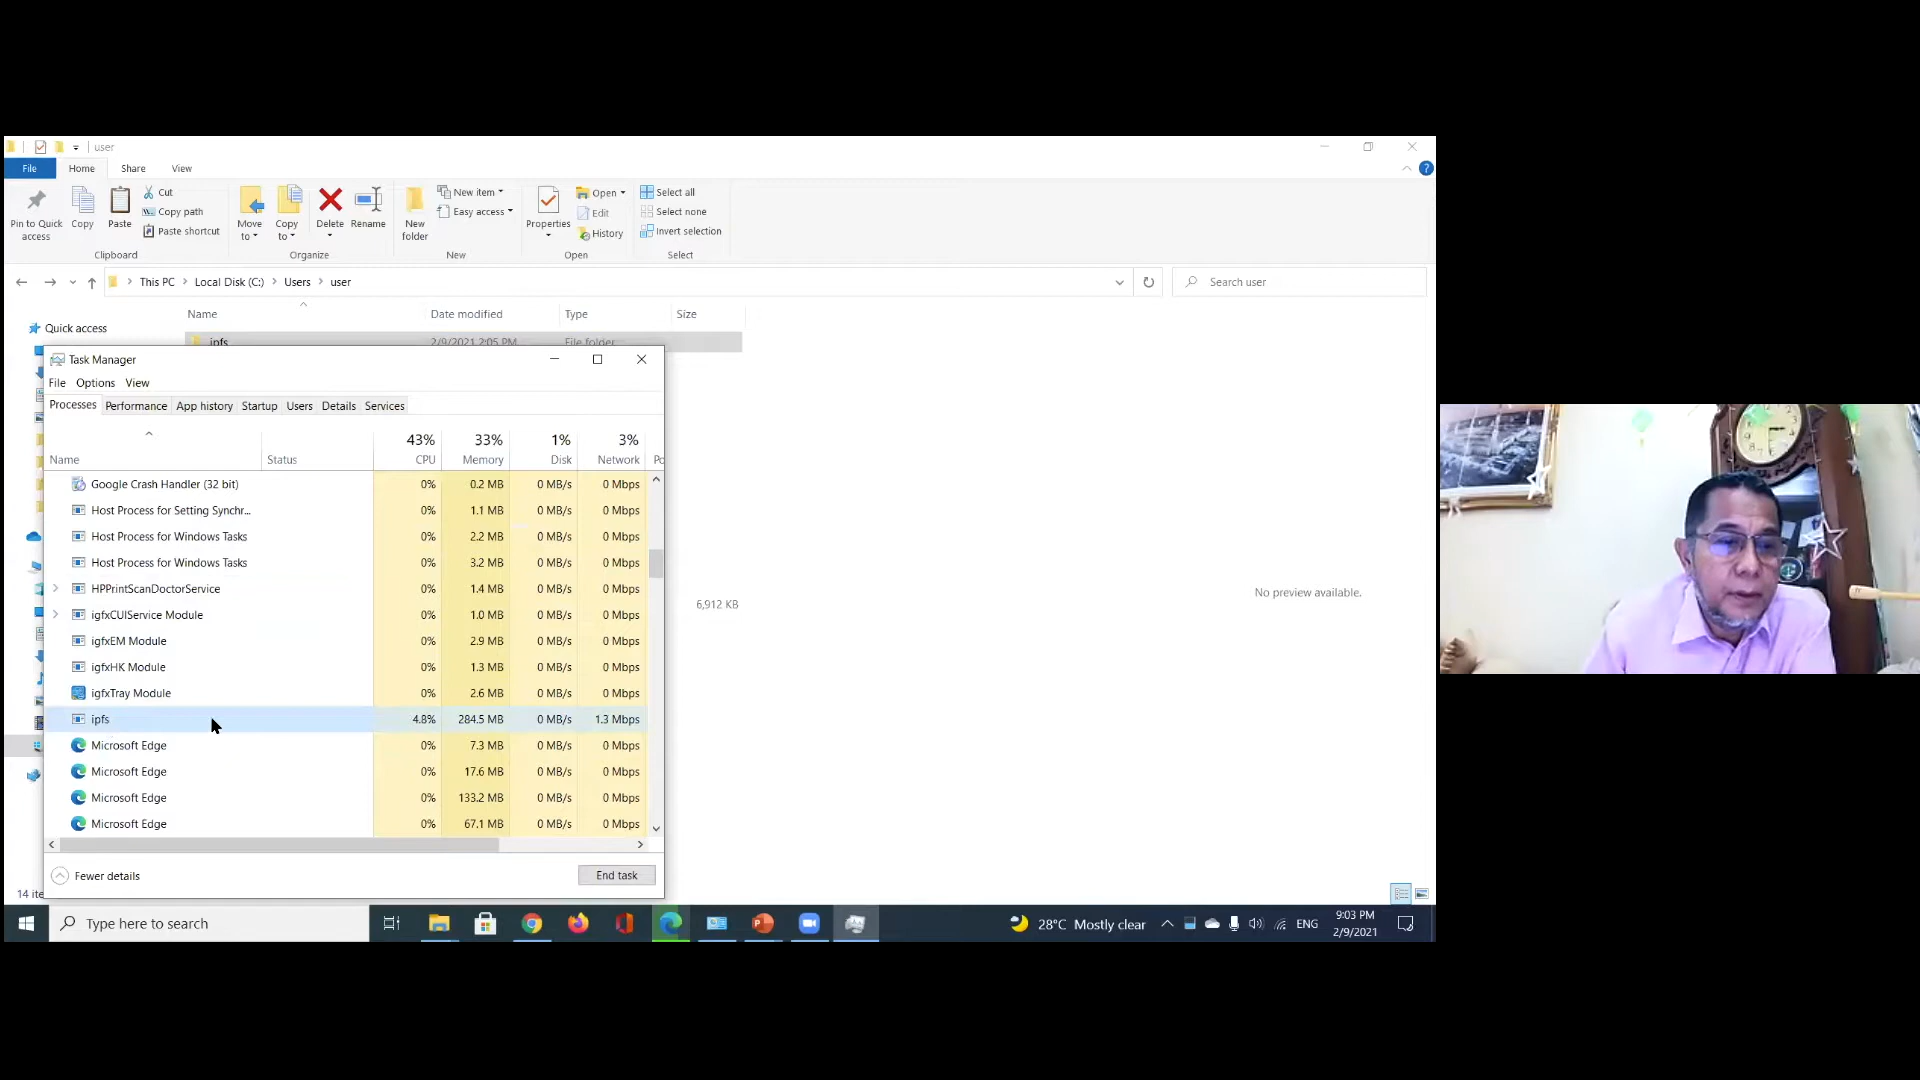 user
File Home Share View
Pin to Quick access
Copy
Paste
Cut
Copy path
Paste shortcut
Clipboard
Move to
Copy to
Delete
Rename
Organize
New folder
New item
Easy access
New
Properties
Open
Edit
History
Open
Select all
Select none
Invert selection
Select
This PC Local Disk (C:) Users user
Search user
Name Date modified Type Size
Quick access
ipfs 2/9/2021 2:05 PM File folder
Task Manager
File Options View
Processes Performance App history Startup Users Details Services
43% 33% 1% 3%
Name Status CPU Memory Disk Network Po
Google Crash Handler (32 bit) 0% 0.2 MB 0 MB/s 0 Mbps
Host Process for Setting Synchr... 0% 1.1 MB 0 MB/s 0 Mbps
Host Process for Windows Tasks 0% 2.2 MB 0 MB/s 0 Mbps
Host Process for Windows Tasks 0% 3.2 MB 0 MB/s 0 Mbps
HPPrintScanDoctorService 0% 1.4 MB 0 MB/s 0 Mbps
igfxCUIService Module 0% 1.0 MB 0 MB/s 0 Mbps
igfxEM Module 0% 2.9 MB 0 MB/s 0 Mbps
igfxHK Module 0% 1.3 MB 0 MB/s 0 Mbps
igfxTray Module 0% 2.6 MB 0 MB/s 0 Mbps
ipfs 4.8% 284.5 MB 0 MB/s 1.3 Mbps
Microsoft Edge 0% 7.3 MB 0 MB/s 0 Mbps
Microsoft Edge 0% 17.6 MB 0 MB/s 0 Mbps
Microsoft Edge 0% 133.2 MB 0 MB/s 0 Mbps
Microsoft Edge 0% 67.1 MB 0 MB/s 0 Mbps
Fewer details
End task
6,912 KB
No preview available.
14 ite
Type here to search
28°C Mostly clear
ENG
9:03 PM
2/9/2021